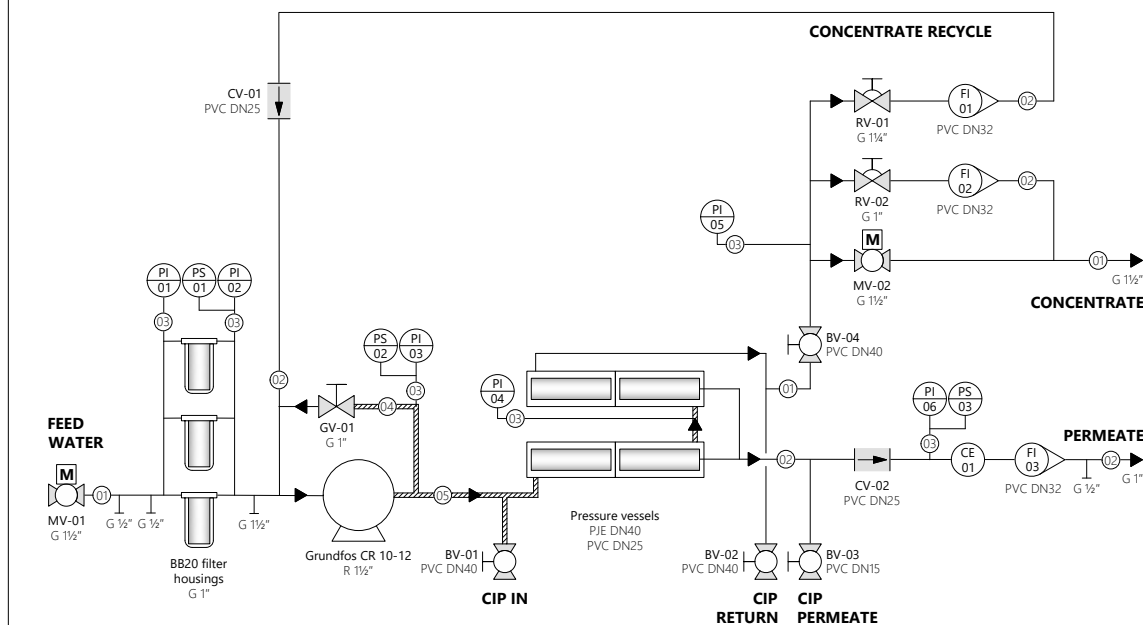 CONCENTRATE RECYCLE
CV-01
PVC DN25
FI
01
02
RV-01
G 1¼"
PVC DN32
FI
02
02
RV-02
G 1"
PVC DN32
PI
05
03
M
MV-02
G 1½"
01
G 1½"
CONCENTRATE
PI
01
PS
01
PI
02
03
03
02
PS
02
PI
03
03
04
GV-01
G 1"
BV-04
PVC DN40
01
PI
04
03
PI
06
PS
03
03
FEED
WATER
M
01
MV-01
G 1½"
G ½"
G ½"
G 1½"
BB20 filter
housings
G 1"
Grundfos CR 10-12
R 1½"
05
BV-01
PVC DN40
CIP IN
Pressure vessels
PJE DN40
PVC DN25
02
CV-02
PVC DN25
CE
01
FI
03
PVC DN32
PERMEATE
02
G ½"
G 1"
BV-02
PVC DN40
BV-03
PVC DN15
CIP
RETURN
CIP
PERMEATE